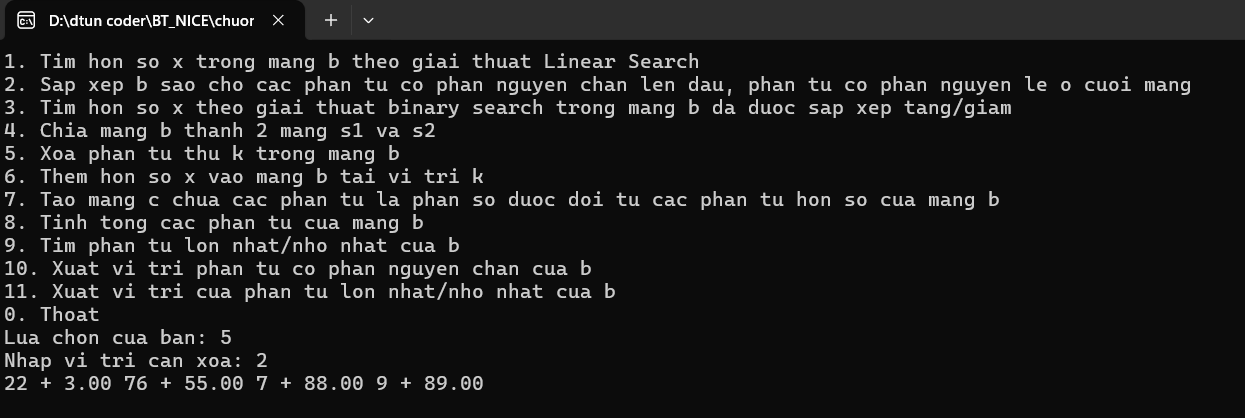 D:\dtun coder\BT_NICE\chuor
1. Tim hon so x trong mang b theo giai thuat Linear Search
2. Sap xep b sao cho cac phan tu co phan nguyen chan len dau, phan tu co phan nguyen le o cuoi mang
3. Tim hon so x theo giai thuat binary search trong mang b da duoc sap xep tang/giam
4. Chia mang b thanh 2 mang s1 va s2
5. Xoa phan tu thu k trong mang b
6. Them hon so x vao mang b tai vi tri k
7. Tao mang c chua cac phan tu la phan so duoc doi tu cac phan tu hon so cua mang b
8. Tinh tong cac phan tu cua mang b
9. Tim phan tu lon nhat/nho nhat cua b
10. Xuat vi tri phan tu co phan nguyen chan cua b
11. Xuat vi tri cua phan tu lon nhat/nho nhat cua b
0. Thoat
Lua chon cua ban: 5
Nhap vi tri can xoa: 2
22 + 3.00 76 + 55.00 7 + 88.00 9 + 89.00